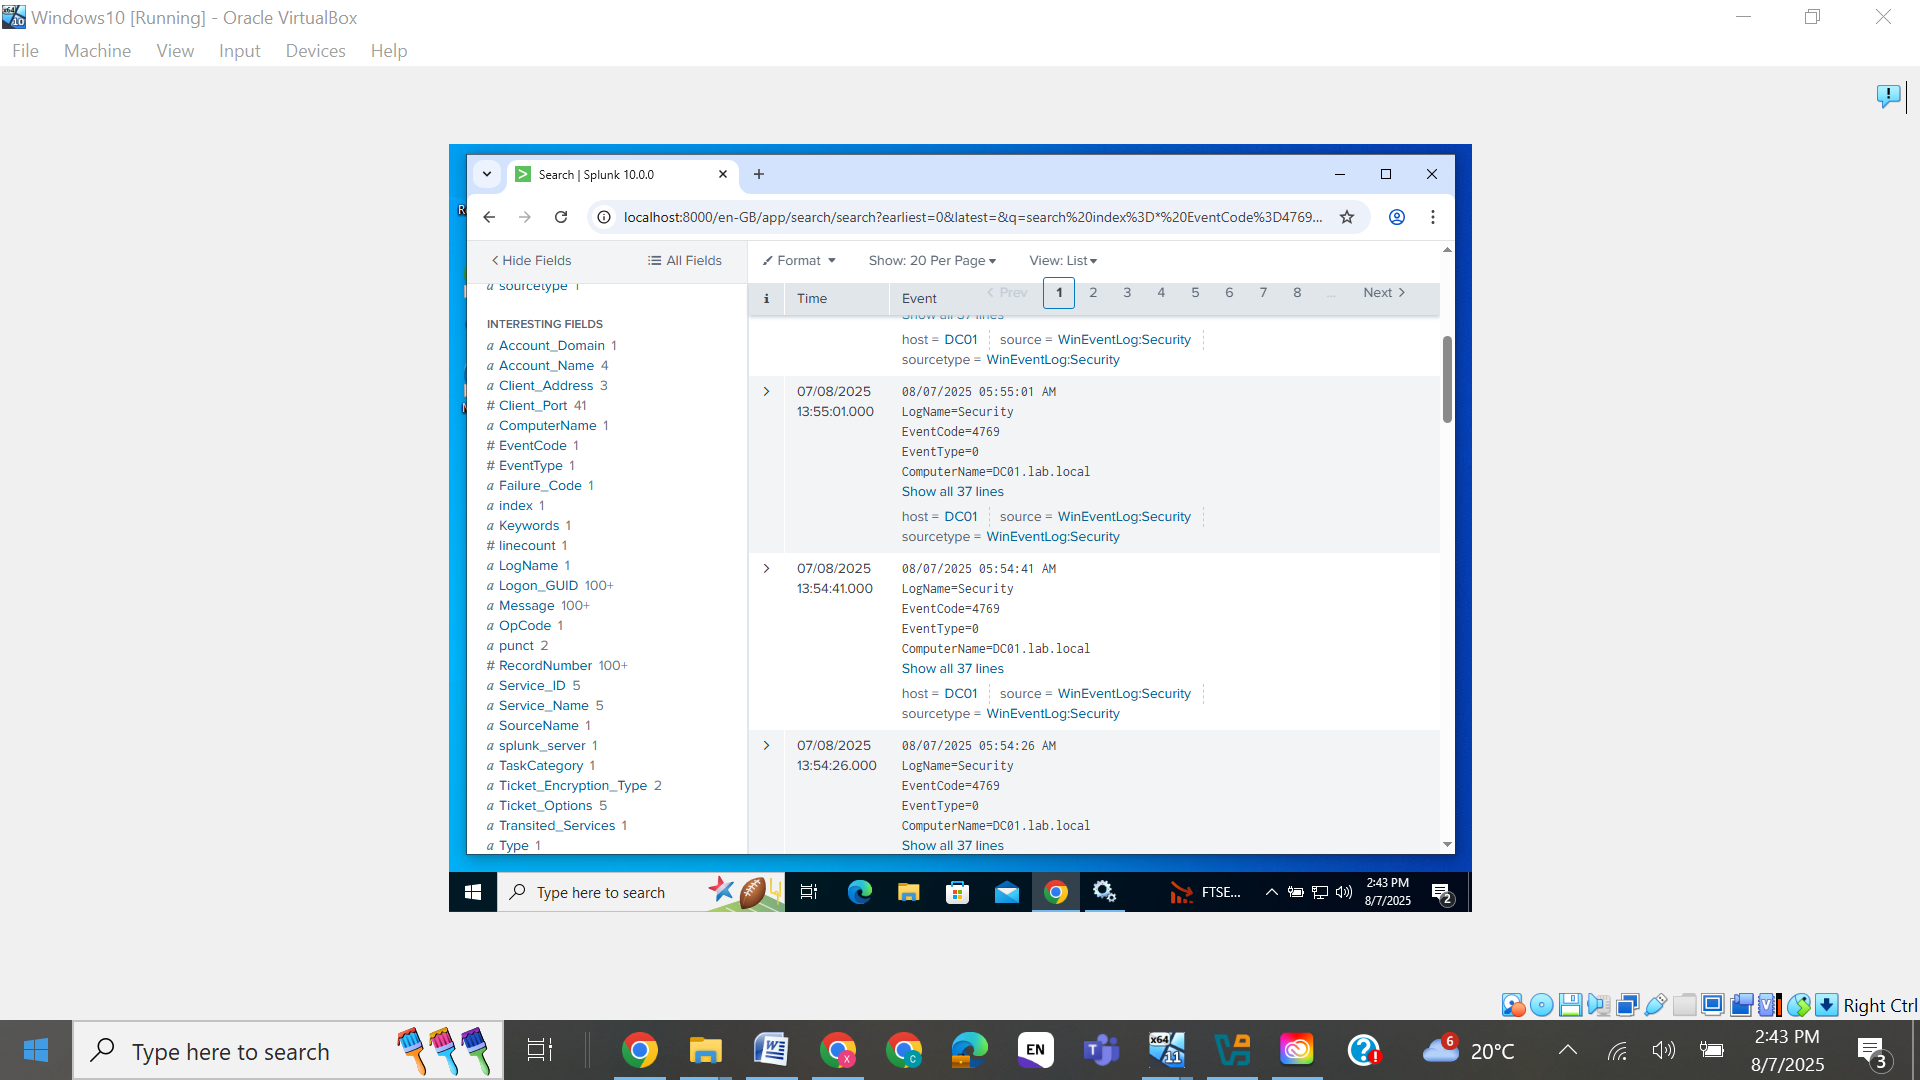 Windows10 [Running] - Oracle VirtualBox
File Machine View Input Devices Help
Search | Splunk 10.0.0
localhost:8000/en-GB/app/search/search?earliest=0&latest=&q=search%20index%3D*%20EventCode%3D4769...
Hide Fields All Fields Format Show: 20 Per Page View: List
a sourcetype 1
i Time Event Prev 1 2 3 4 5 6 7 8 ... Next
Show all 37 lines
host = DC01 source = WinEventLog:Security
sourcetype = WinEventLog:Security
INTERESTING FIELDS
a Account_Domain 1
a Account_Name 4
a Client_Address 3
# Client_Port 41
a ComputerName 1
# EventCode 1
# EventType 1
a Failure_Code 1
a index 1
a Keywords 1
# linecount 1
a LogName 1
a Logon_GUID 100+
a Message 100+
a OpCode 1
a punct 2
# RecordNumber 100+
a Service_ID 5
a Service_Name 5
a SourceName 1
a splunk_server 1
a TaskCategory 1
a Ticket_Encryption_Type 2
a Ticket_Options 5
a Transited_Services 1
a Type 1
07/08/2025
13:55:01.000
08/07/2025 05:55:01 AM
LogName=Security
EventCode=4769
EventType=0
ComputerName=DC01.lab.local
Show all 37 lines
host = DC01 source = WinEventLog:Security
sourcetype = WinEventLog:Security
07/08/2025
13:54:41.000
08/07/2025 05:54:41 AM
LogName=Security
EventCode=4769
EventType=0
ComputerName=DC01.lab.local
Show all 37 lines
host = DC01 source = WinEventLog:Security
sourcetype = WinEventLog:Security
07/08/2025
13:54:26.000
08/07/2025 05:54:26 AM
LogName=Security
EventCode=4769
EventType=0
ComputerName=DC01.lab.local
Show all 37 lines
Type here to search
FTSE...
2:43 PM
8/7/2025
2
Right Ctrl
Type here to search
EN
x64
11
6
20°C
2:43 PM
8/7/2025
3